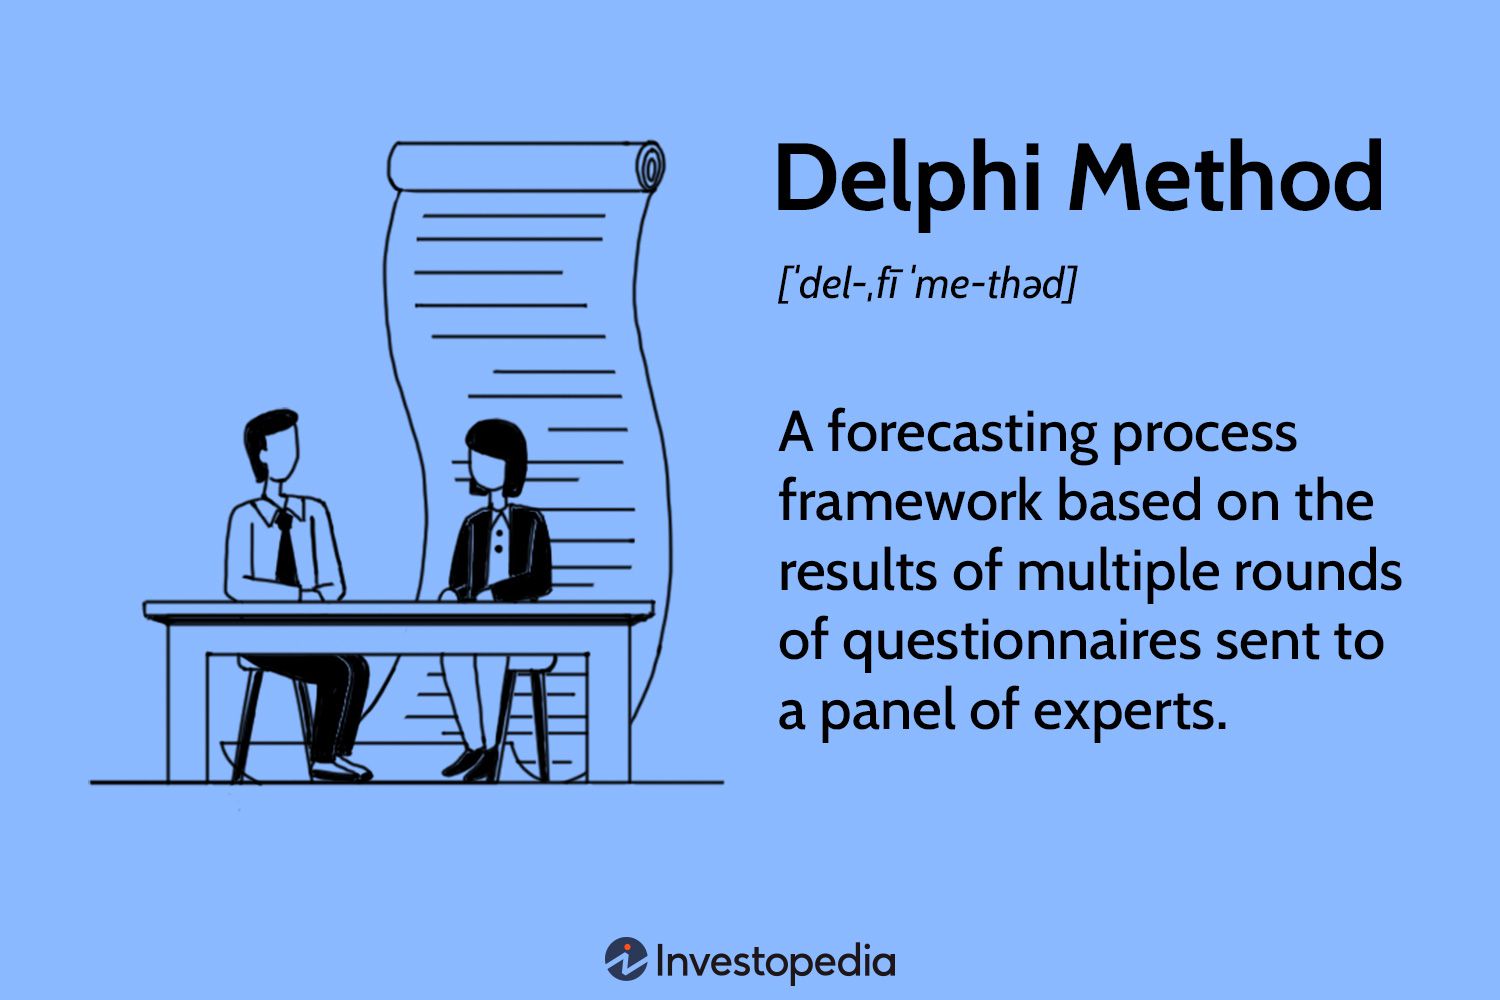 Delphi Method
[ˈdel-ˌfī ˈme-thəd]
A forecasting process
framework based on the
results of multiple rounds
of questionnaires sent to
a panel of experts.
Investopedia